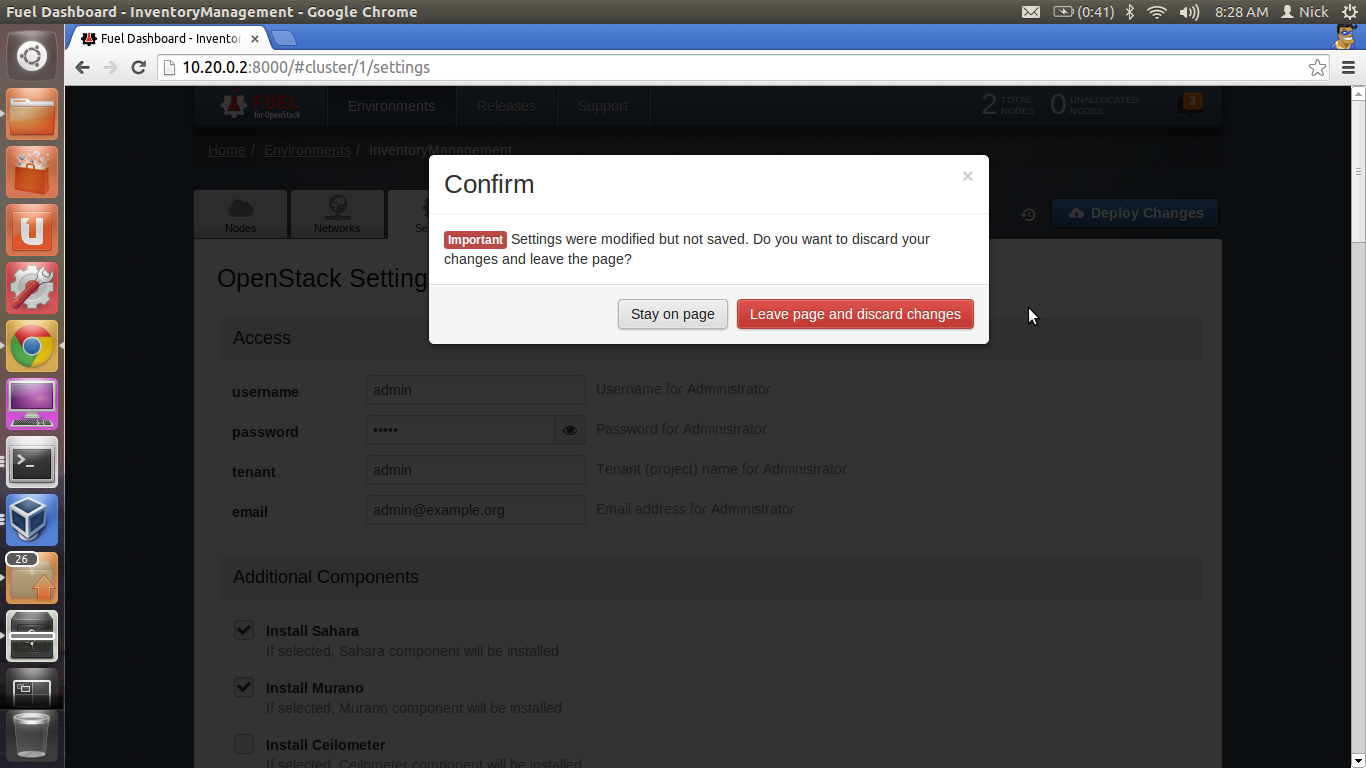 Fuel Dashboard - InventoryManagement - Google Chrome
(0:41) 8:28 AM Nick
Fuel Dashboard - Inventor
10.20.0.2:8000/#cluster/1/settings
FUEL
for OpenStack
Environments
Releases
Support
2 TOTAL NODES
0 UNALLOCATED NODES
3
Home / Environments / InventoryManagement
Confirm
×
Nodes
Networks
Deploy Changes
Important Settings were modified but not saved. Do you want to discard your
changes and leave the page?
OpenStack Setting
Stay on page
Leave page and discard changes
Access
username admin Username for Administrator
password ••••• Password for Administrator
tenant admin Tenant (project) name for Administrator
email admin@example.org Email address for Administrator
26
Additional Components
Install Sahara
If selected, Sahara component will be installed
Install Murano
If selected, Murano component will be installed
Install Ceilometer
If selected, Ceilometer component will be installed